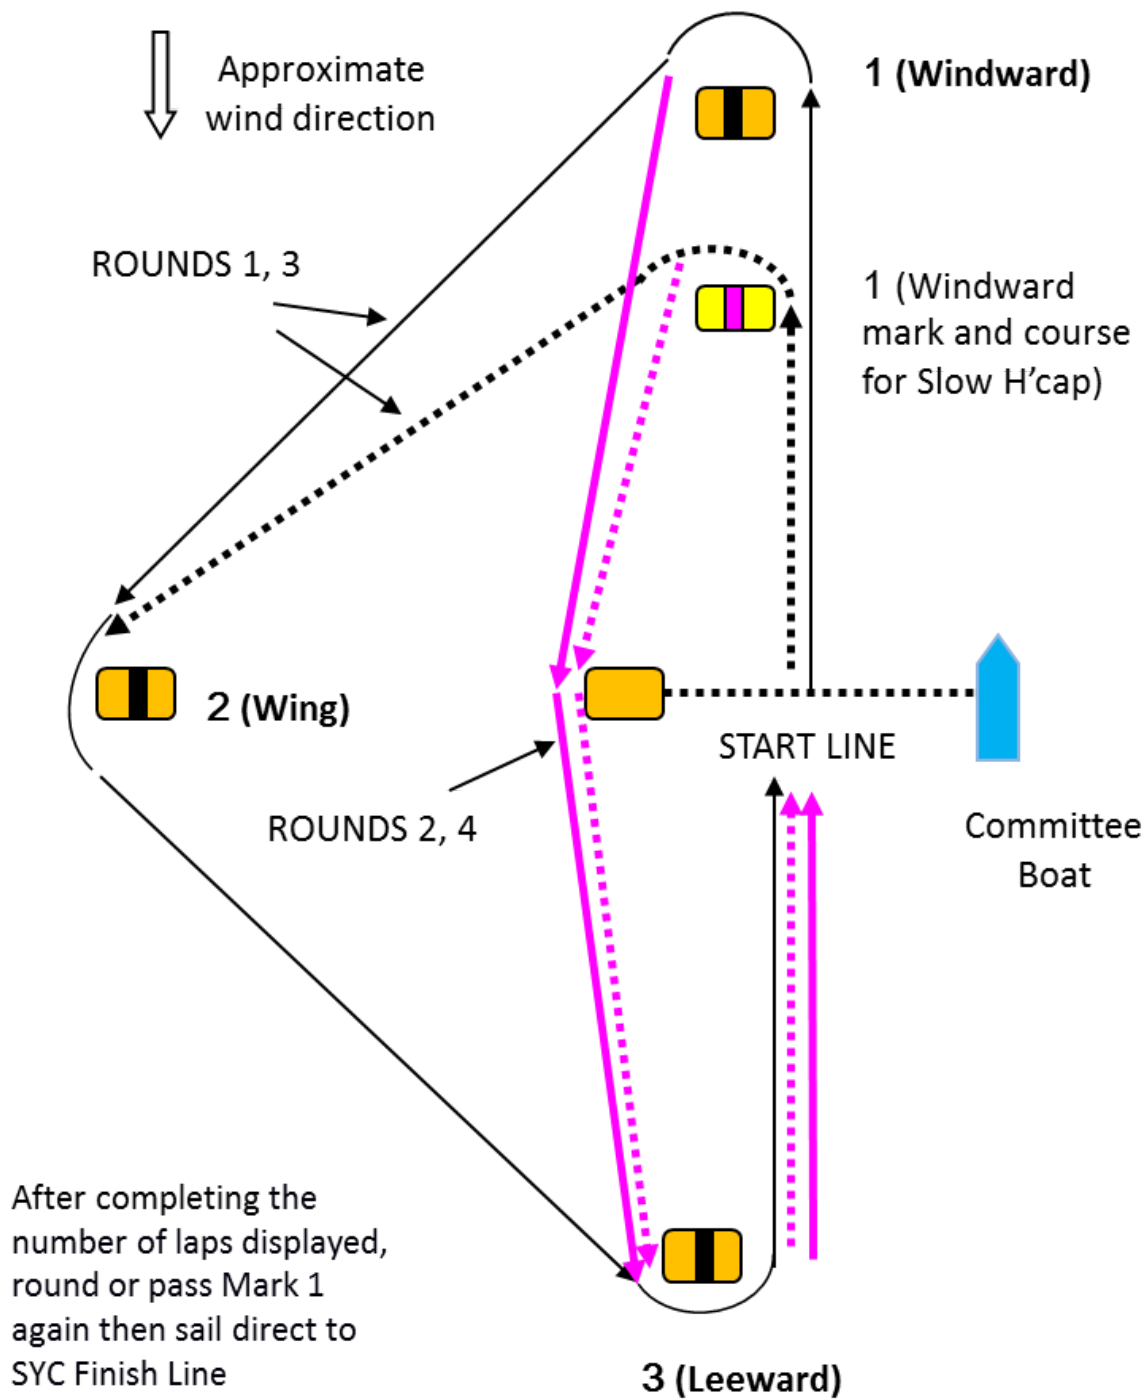 Approximate
wind direction
1 (Windward)
ROUNDS 1, 3
1 (Windward
mark and course
for Slow H'cap)
2 (Wing)
START LINE
ROUNDS 2, 4
Committee
Boat
After completing the
number of laps displayed,
round or pass Mark 1
again then sail direct to
SYC Finish Line
3 (Leeward)